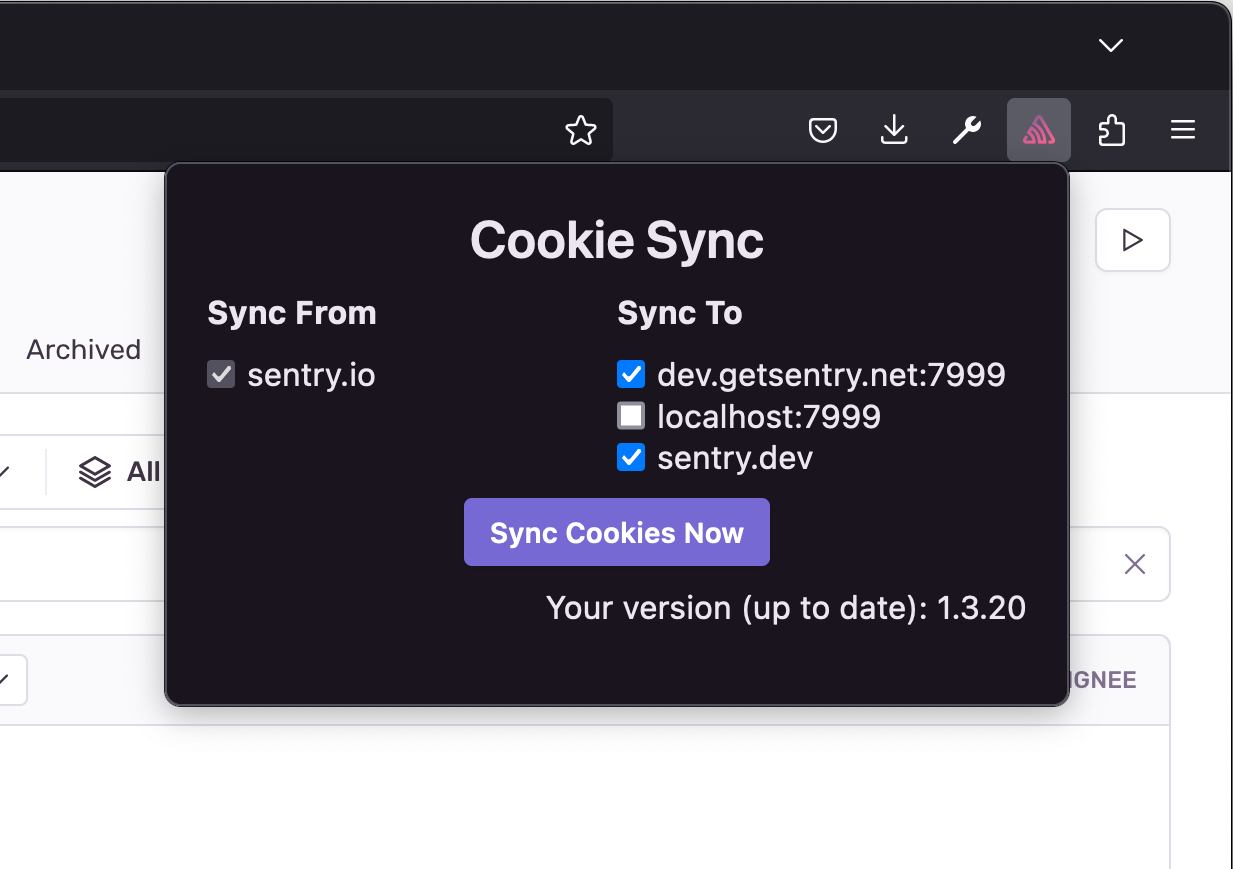 Cookie Sync
Sync From
sentry.io
Sync To
dev.getsentry.net:7999
localhost:7999
sentry.dev
Sync Cookies Now
Your version (up to date): 1.3.20
Archived
All
IGNEE